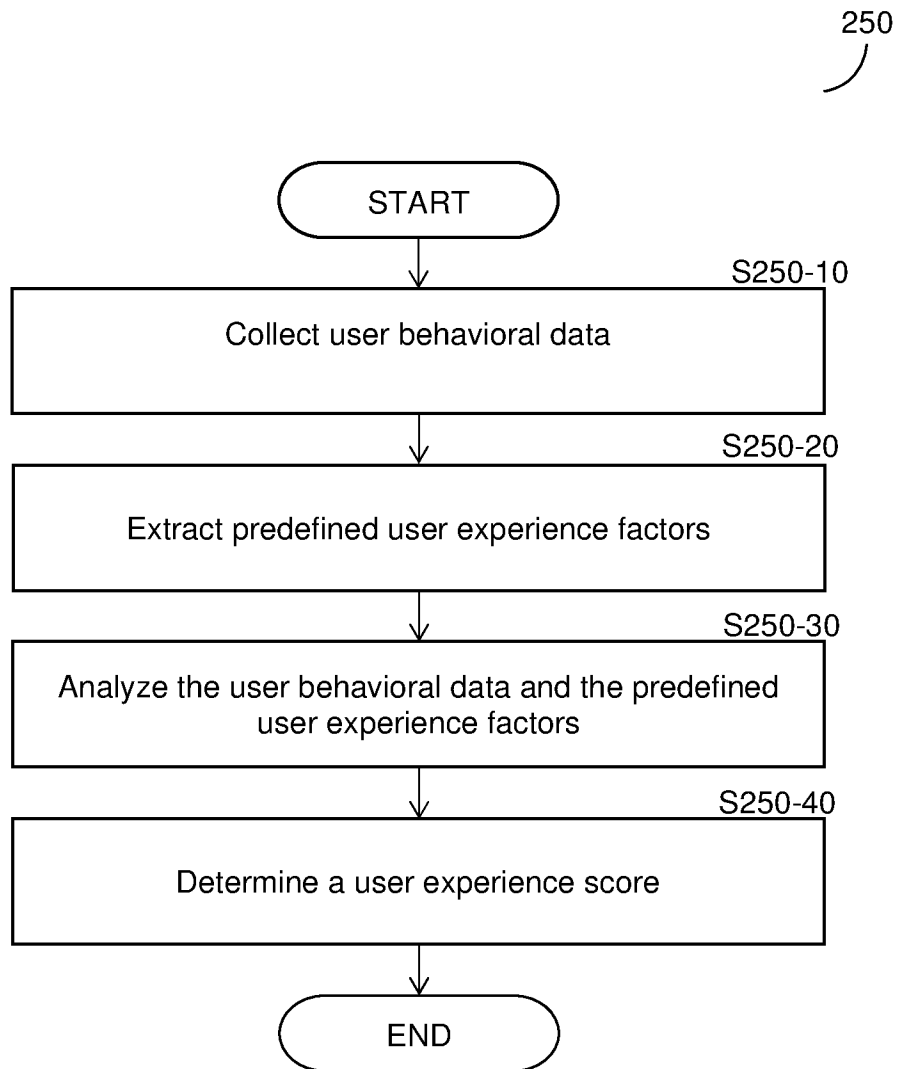 250
START
S250-10
Collect user behavioral data
S250-20
Extract predefined user experience factors
S250-30
Analyze the user behavioral data and the predefined
user experience factors
S250-40
Determine a user experience score
END